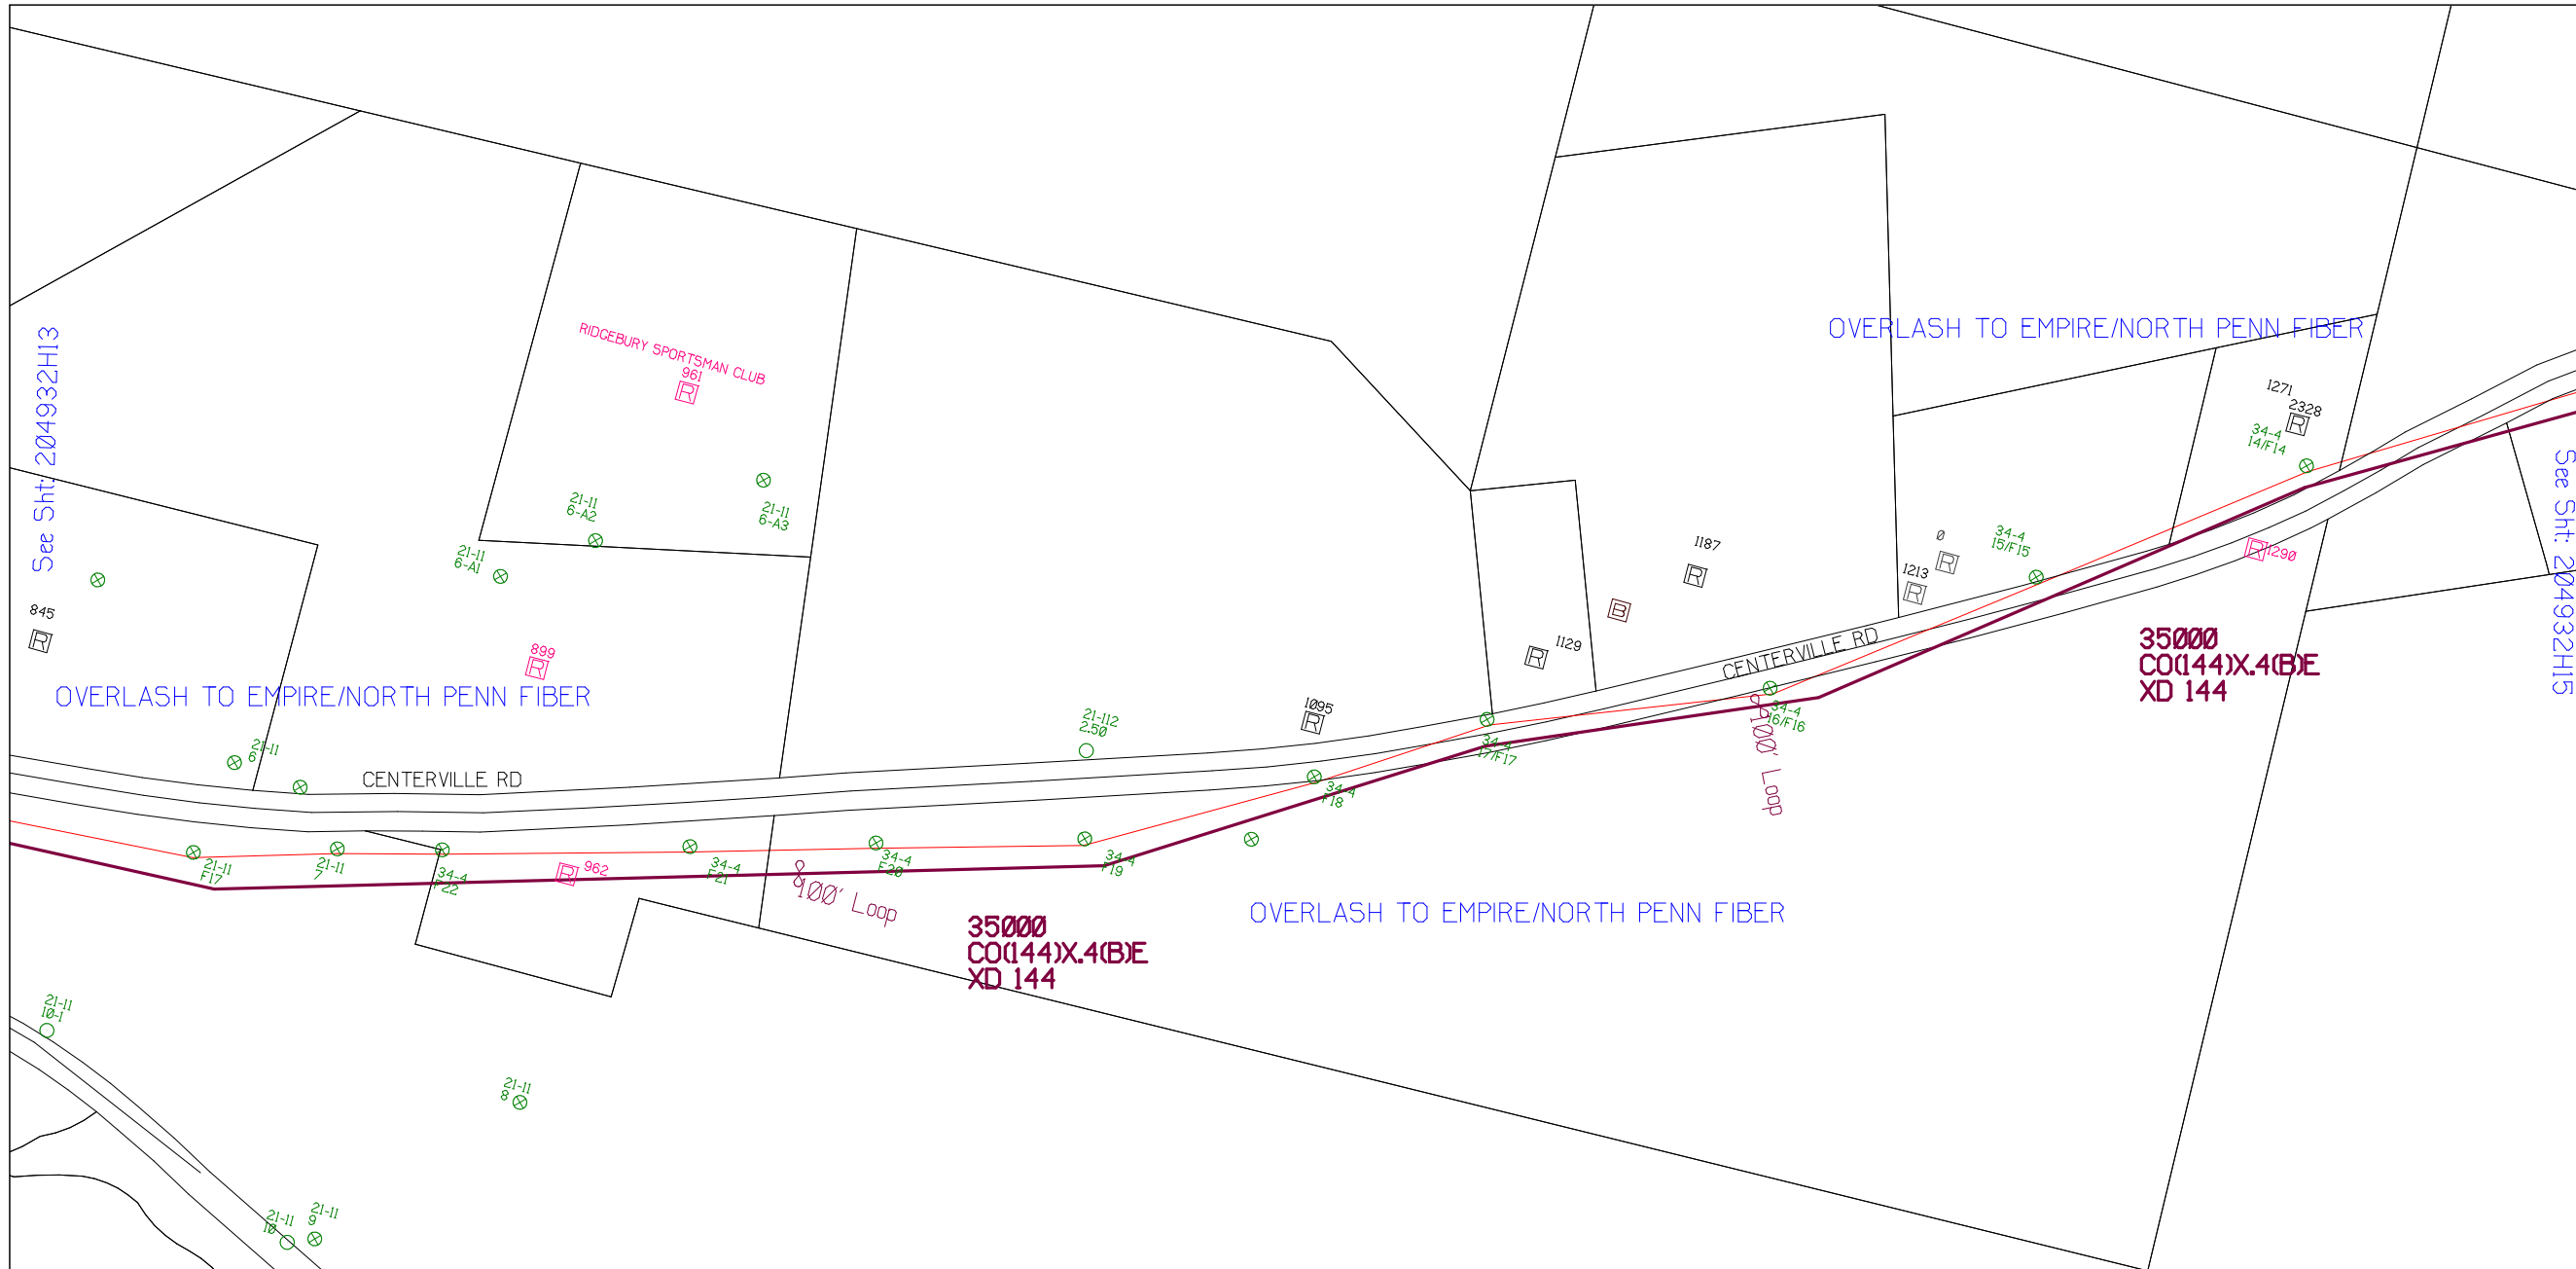 See Sht: 204932H13
RIDGEBURY SPORTSMAN CLUB
961
R
OVERLASH TO EMPIRE/NORTH PENN FIBER
1271
2328
R
34-4
14/F14
See Sht: 204932H15
21-11
6-A2
21-11
6-A3
21-11
6-A1
1187
R
0
R
1213
R
34-4
15/F15
R
1290
845
R
899
R
B
1129
R
CENTERVILLE RD
35000
CO(144)X.4(B)E
XD 144
OVERLASH TO EMPIRE/NORTH PENN FIBER
1095
R
21-112
2.50
34-4
16/F16
100' Loop
34-4
17/F17
21-11
6
CENTERVILLE RD
34-4
F18
21-11
F17
21-11
7
34-4
F22
R
962
34-4
F21
34-4
F20
34-4
F19
100' Loop
OVERLASH TO EMPIRE/NORTH PENN FIBER
35000
CO(144)X.4(B)E
XD 144
21-11
10-1
21-11
8
21-11
10
21-11
9